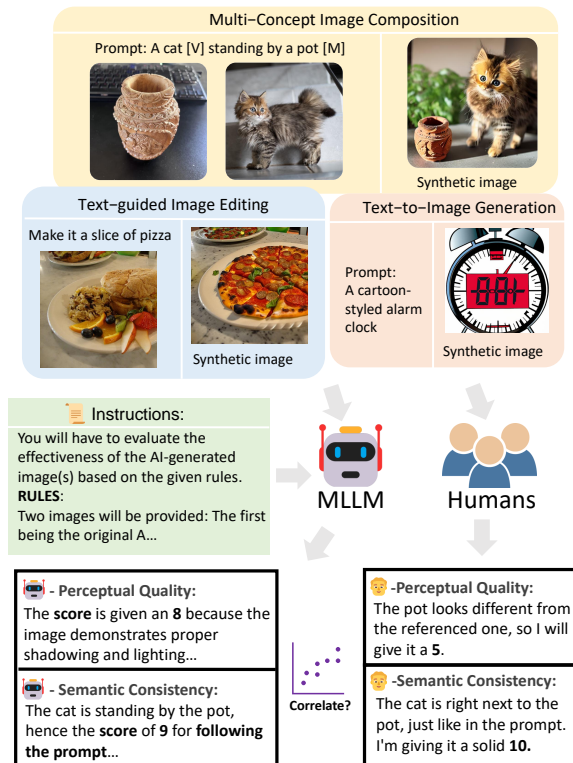 Multi−Concept Image Composition
Prompt: A cat [V] standing by a pot [M]
Synthetic image
Text−guided Image Editing
Make it a slice of pizza
Synthetic image
Text−to−Image Generation
Prompt:
A cartoon-
styled alarm
clock
Synthetic image
Instructions:
You will have to evaluate the
effectiveness of the AI-generated
image(s) based on the given rules.
RULES:
Two images will be provided: The first
being the original A…
MLLM
Humans
- Perceptual Quality:
The score is given an 8 because the
image demonstrates proper
shadowing and lighting…
- Semantic Consistency:
The cat is standing by the pot,
hence the score of 9 for following
the prompt…
Correlate?
-Perceptual Quality:
The pot looks different from
the referenced one, so I will
give it a 5.
-Semantic Consistency:
The cat is right next to the
pot, just like in the prompt.
I'm giving it a solid 10.